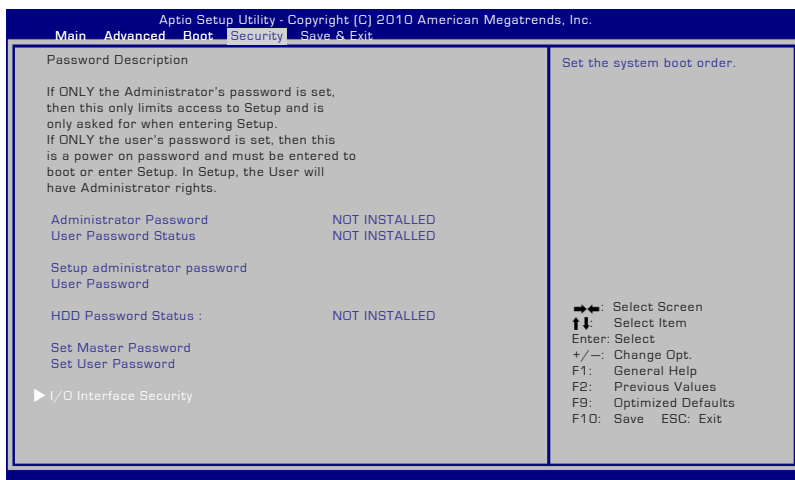 Aptio Setup Utility - Copyright (C) 2010 American Megatrends, Inc.
Main Advanced Boot Security Save & Exit
Password Description
If ONLY the Administrator's password is set,
then this only limits access to Setup and is
only asked for when entering Setup.
If ONLY the user's password is set, then this
is a power on password and must be entered to
boot or enter Setup. In Setup, the User will
have Administrator rights.
Administrator Password NOT INSTALLED
User Password Status NOT INSTALLED
Setup administrator password
User Password
HDD Password Status : NOT INSTALLED
Set Master Password
Set User Password
I/O Interface Security
Set the system boot order.
→←: Select Screen
↑↓: Select Item
Enter: Select
+/—: Change Opt.
F1: General Help
F2: Previous Values
F9: Optimized Defaults
F10: Save ESC: Exit